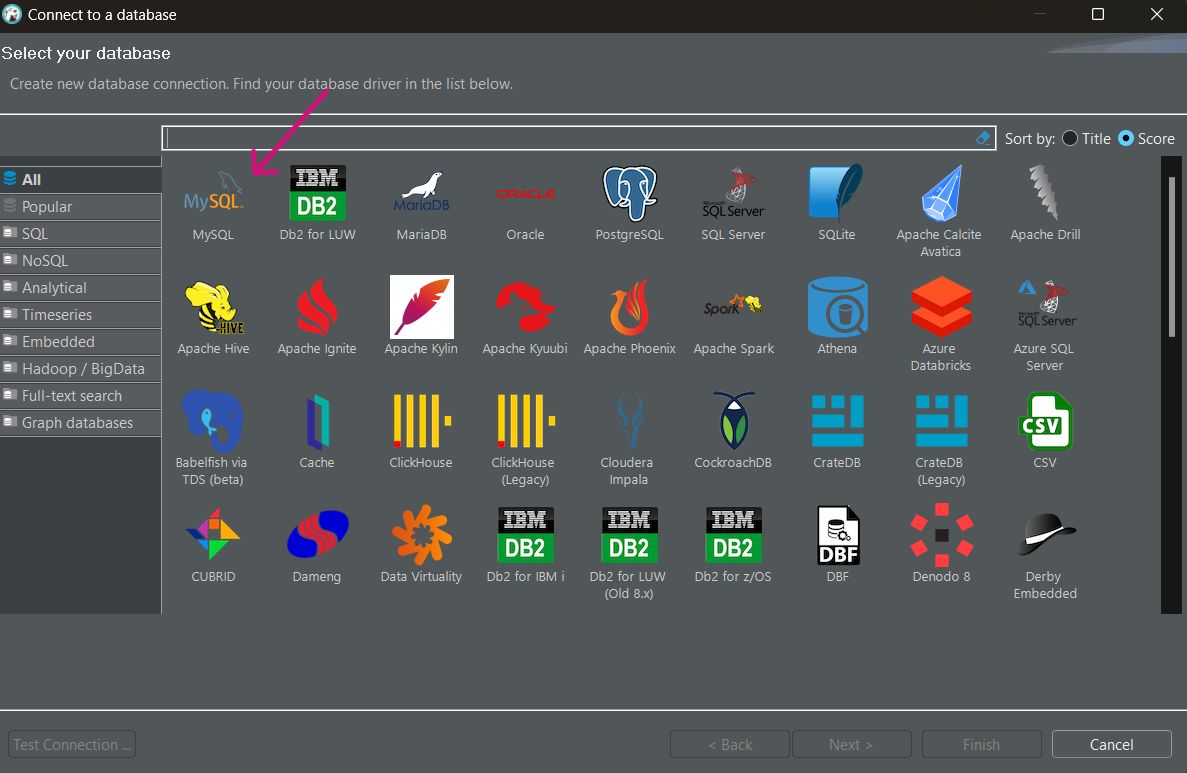 Connect to a database
Select your database
Create new database connection. Find your database driver in the list below.
Sort by: Title Score
All
Popular
SQL
NoSQL
Analytical
Timeseries
Embedded
Hadoop / BigData
Full-text search
Graph databases
MySQL IBM DB2 MariaDB ORACLE Microsoft SQL Server
MySQL Db2 for LUW MariaDB Oracle PostgreSQL SQL Server SQLite Apache Calcite Avatica Apache Drill
HIVE Spark Microsoft SQL Server
Apache Hive Apache Ignite Apache Kylin Apache Kyuubi Apache Phoenix Apache Spark Athena Azure Databricks Azure SQL Server
CSV
Babelfish via TDS (beta) Cache ClickHouse ClickHouse (Legacy) Cloudera Impala CockroachDB CrateDB CrateDB (Legacy) CSV
IBM DB2 IBM DB2 IBM DB2 DBF
CUBRID Dameng Data Virtuality Db2 for IBM i Db2 for LUW (Old 8.x) Db2 for z/OS DBF Denodo 8 Derby Embedded
Test Connection ... < Back Next > Finish Cancel